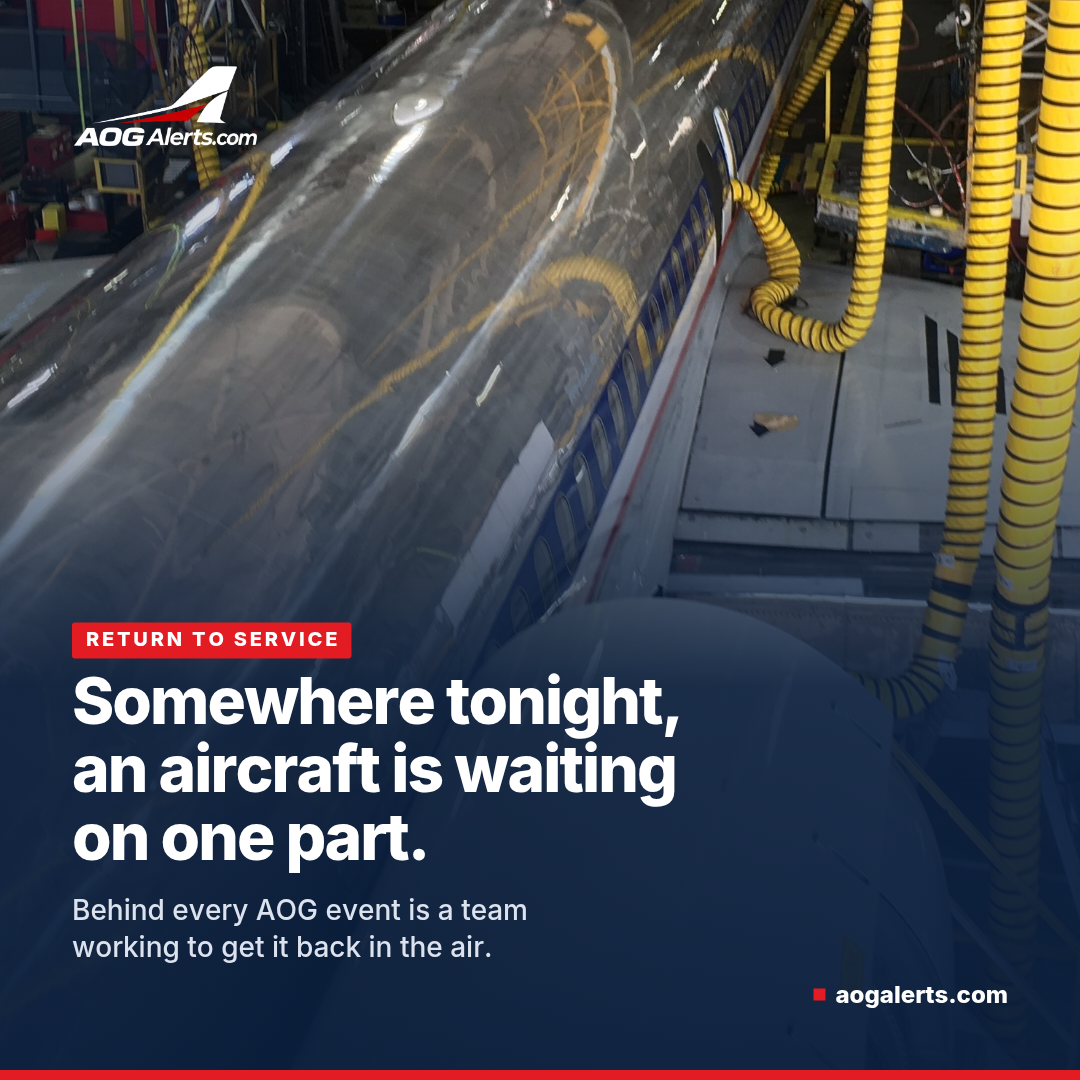 AOG Alerts.com
RETURN TO SERVICE
Somewhere tonight,
an aircraft is waiting
on one part.
Behind every AOG event is a team
working to get it back in the air.
aogalerts.com